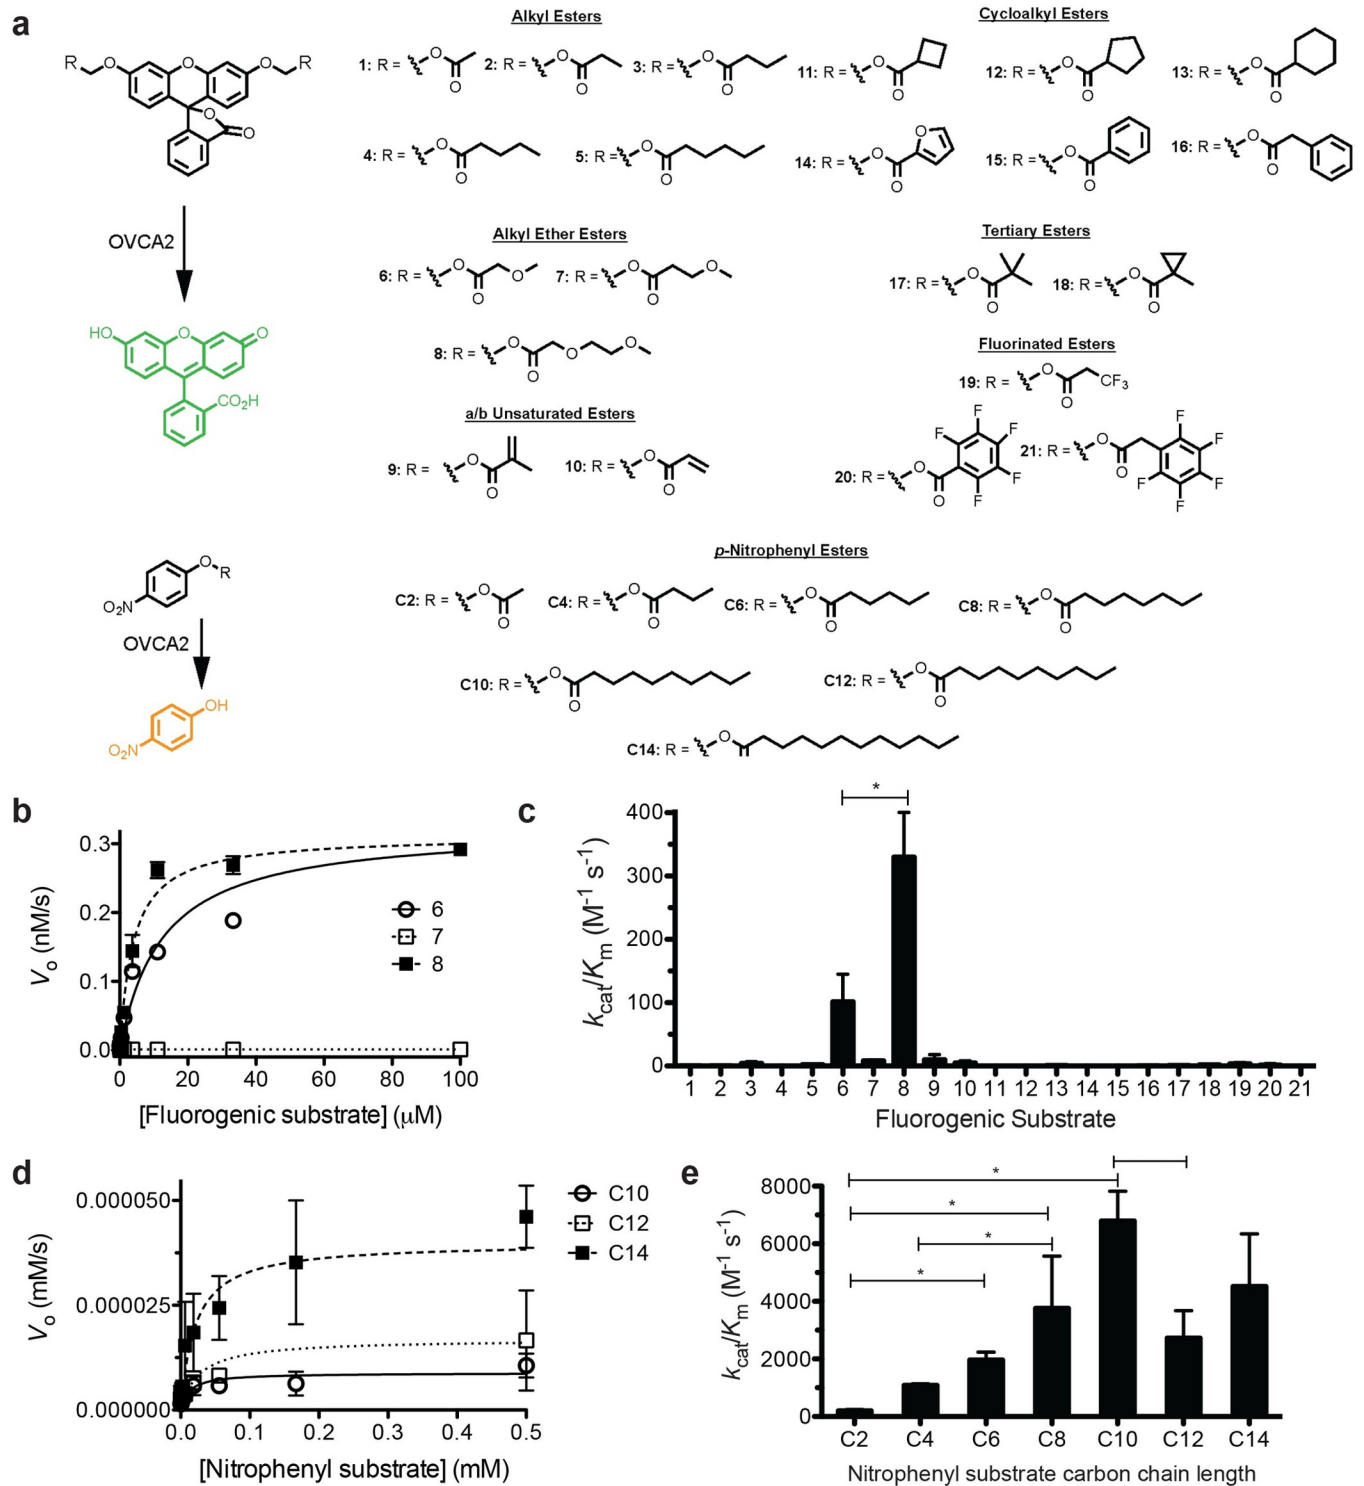 a
Alkyl Esters
Cycloalkyl Esters
R O O O R
O O
1: R = O O
2: R = O O
3: R = O O
11: R = O O
12: R = O O
13: R = O O
4: R = O O
5: R = O O
14: R = O O O
15: R = O O
16: R = O O
OVCA2
Alkyl Ether Esters
Tertiary Esters
6: R = O O O
7: R = O O O
17: R = O O
18: R = O O
8: R = O O O O
Fluorinated Esters
19: R = O O CF3
HO O O
CO2H
a/b Unsaturated Esters
9: R = O O
10: R = O O
20: R = O O F F F F F
21: R = O O F F F F F
p-Nitrophenyl Esters
O R
O2N
OVCA2
C2: R = O O
C4: R = O O
C6: R = O O
C8: R = O O
C10: R = O O
C12: R = O O
OH
O2N
C14: R = O O
b
0.3
0.2
0.1
0.0
Vo (nM/s)
6
7
8
0 20 40 60 80 100
[Fluorogenic substrate] (μM)
c
*
400
300
200
100
0
kcat/Km (M-1 s-1)
1 2 3 4 5 6 7 8 9 10 11 12 13 14 15 16 17 18 19 20 21
Fluorogenic Substrate
d
0.000050
0.000025
0.000000
Vo (mM/s)
C10
C12
C14
0.0 0.1 0.2 0.3 0.4 0.5
[Nitrophenyl substrate] (mM)
e
*
*
*
*
8000
6000
4000
2000
0
kcat/Km (M-1 s-1)
C2 C4 C6 C8 C10 C12 C14
Nitrophenyl substrate carbon chain length